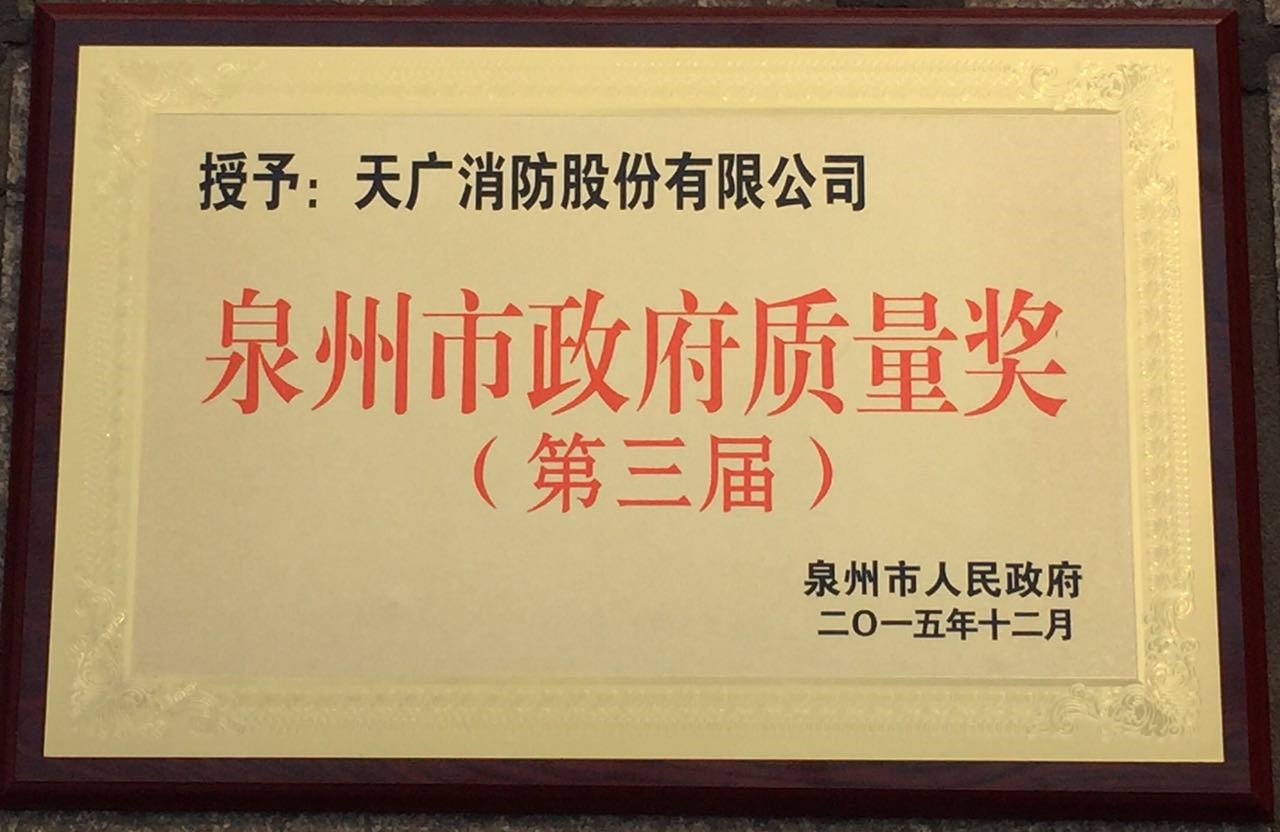 授予：天广消防股份有限公司
泉州市政府质量奖
（第三届）
泉州市人民政府
二〇一五年十二月